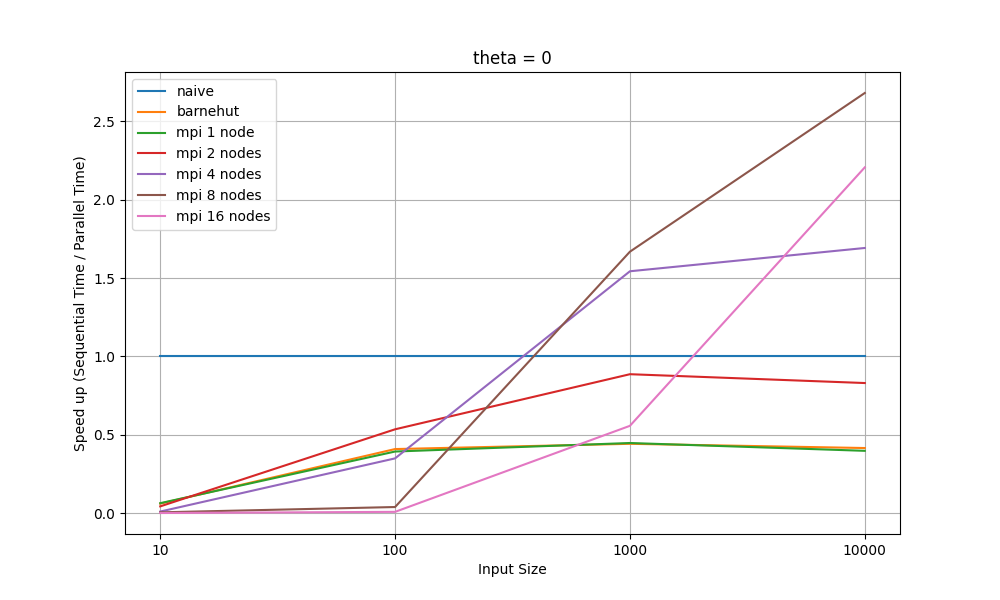 theta = 0
naive
barnehut
mpi 1 node
mpi 2 nodes
mpi 4 nodes
mpi 8 nodes
mpi 16 nodes
Speed up (Sequential Time / Parallel Time)
2.5
2.0
1.5
1.0
0.5
0.0
10 100 1000 10000
Input Size